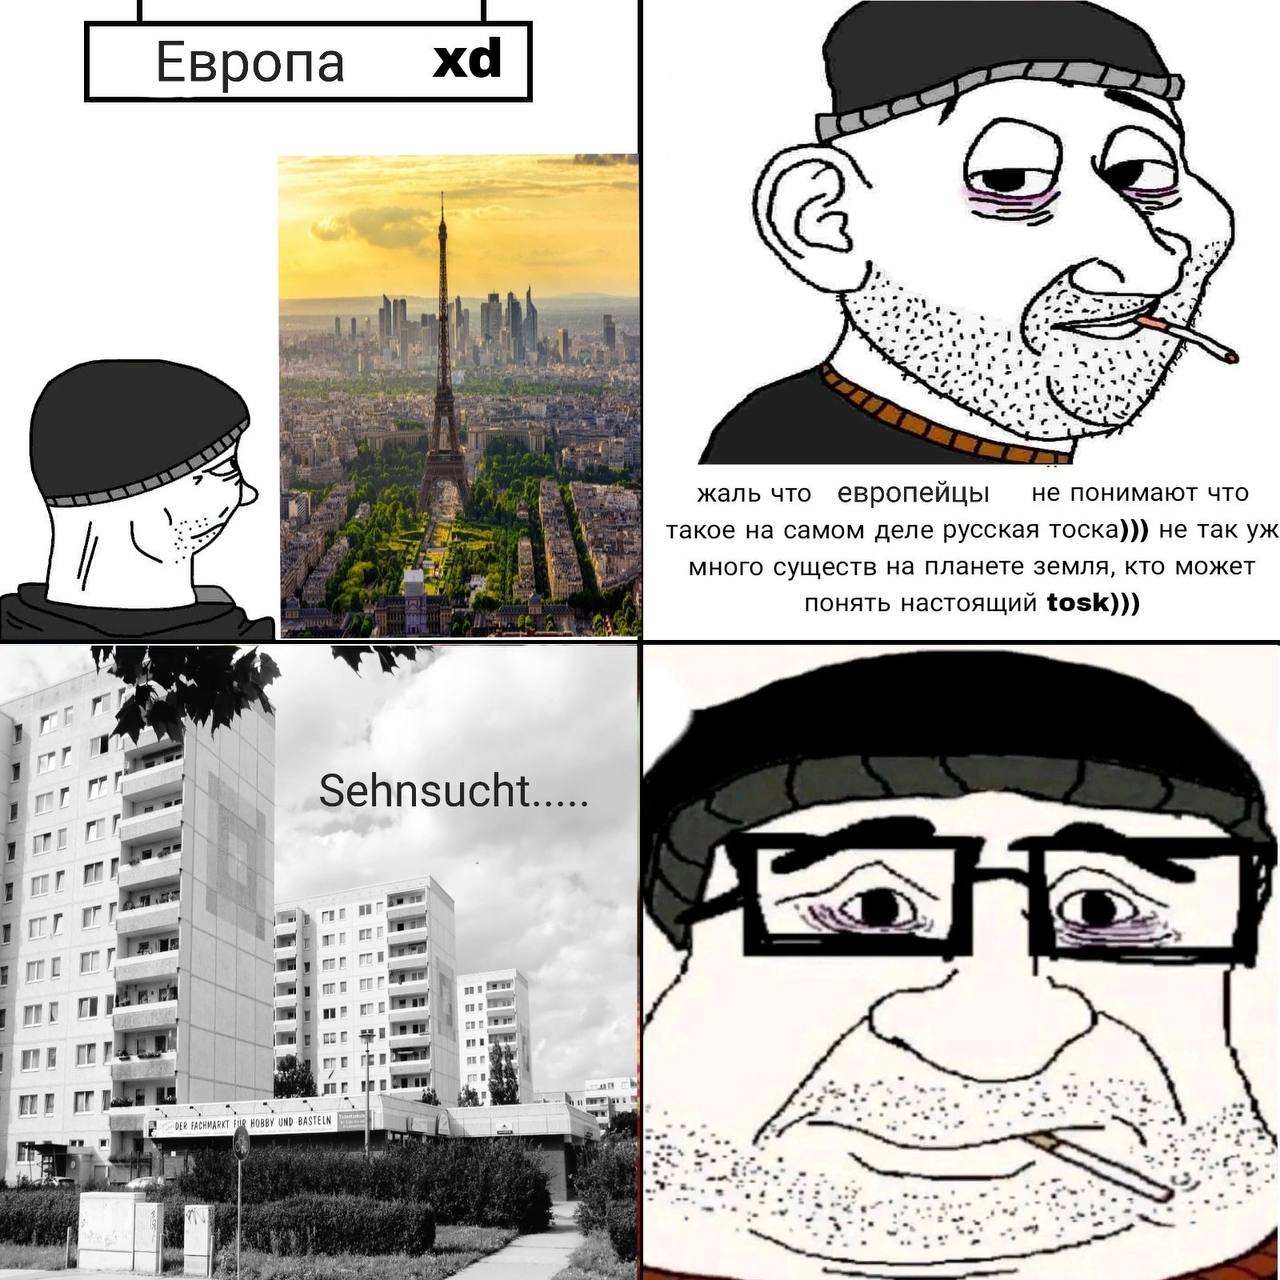 Европа xd
жаль что европейцы не понимают что
такое на самом деле русская тоска))) не так уж
много существ на планете земля, кто может
понять настоящий tosk)))
Sehnsucht.....
DER FACHMARKT FÜR HOBBY UND BASTELN